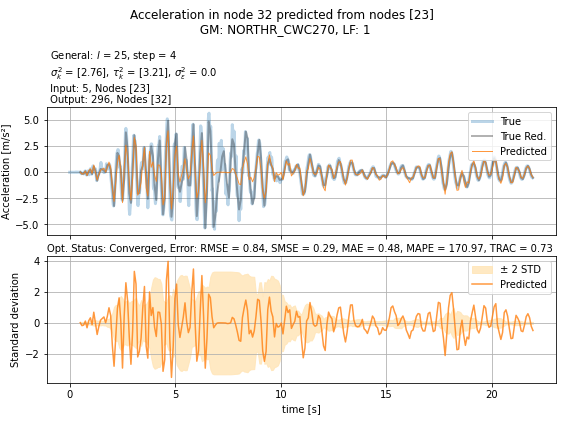 Acceleration in node 32 predicted from nodes [23]
GM: NORTHR_CWC270, LF: 1
General: l = 25, step = 4
σ²ₖ = [2.76], τ²ₖ = [3.21], σ²ₑ = 0.0
Input: 5, Nodes [23]
Output: 296, Nodes [32]
Acceleration [m/s²]
5.0
2.5
0.0
−2.5
−5.0
True
True Red.
Predicted
Opt. Status: Converged, Error: RMSE = 0.84, SMSE = 0.29, MAE = 0.48, MAPE = 170.97, TRAC = 0.73
Standard deviation
4
2
0
−2
± 2 STD
Predicted
0 5 10 15 20
time [s]